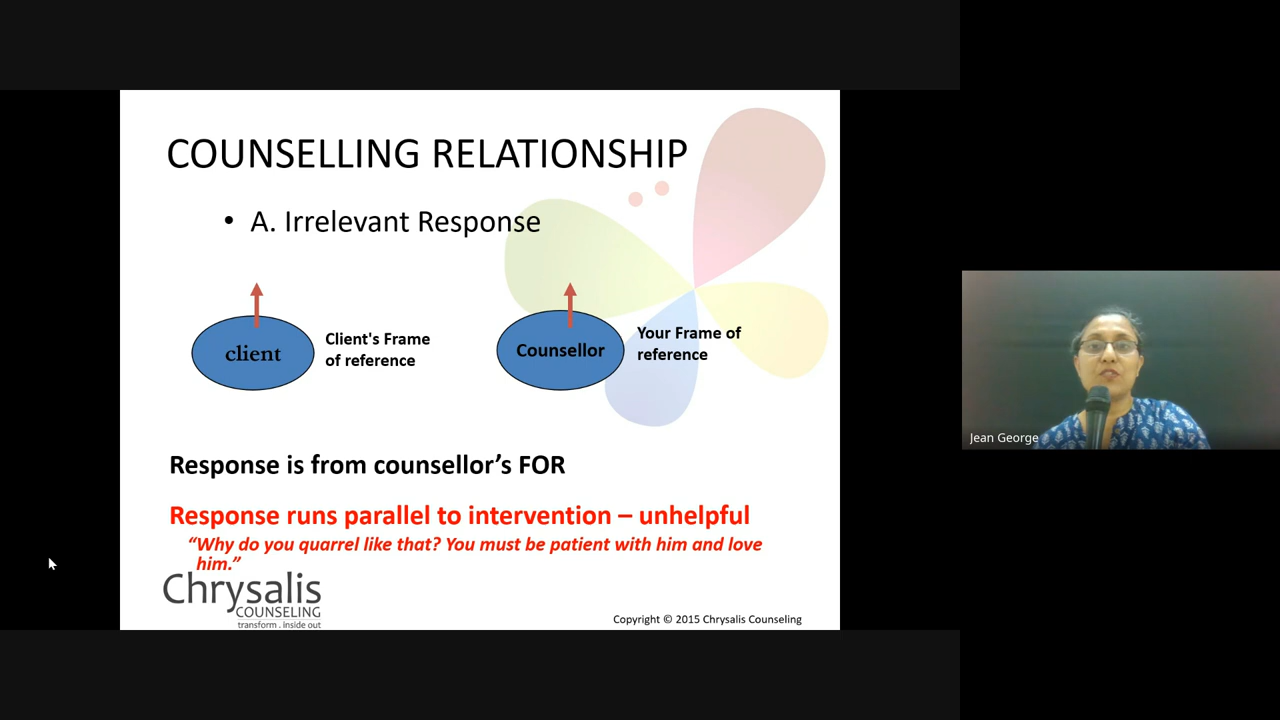 COUNSELLING RELATIONSHIP
• A. Irrelevant Response
client
Client's Frame
of reference
Counsellor
Your Frame of
reference
Response is from counsellor’s FOR
Response runs parallel to intervention – unhelpful
“Why do you quarrel like that? You must be patient with him and love
him.”
Chrysalis
COUNSELING
transform . inside out
Copyright © 2015 Chrysalis Counseling
Jean George